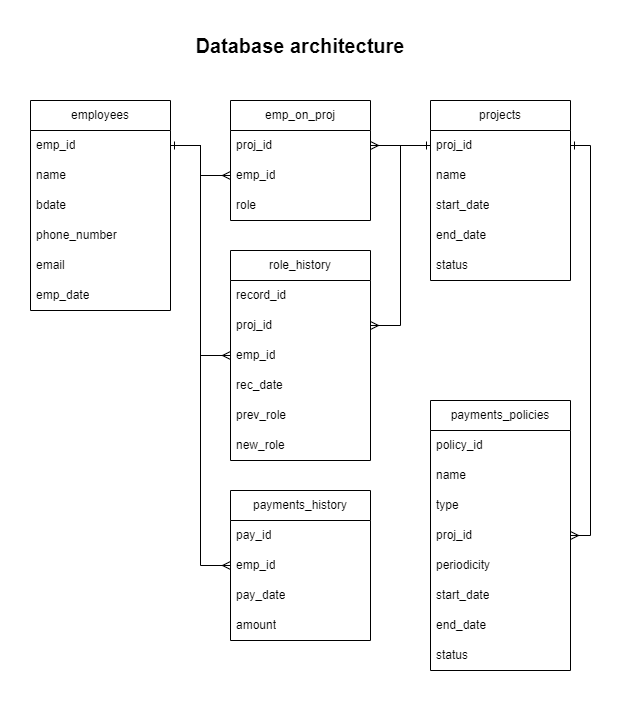 Database architecture
employees
emp_id
name
bdate
phone_number
email
emp_date
emp_on_proj
proj_id
emp_id
role
role_history
record_id
proj_id
emp_id
rec_date
prev_role
new_role
payments_history
pay_id
emp_id
pay_date
amount
projects
proj_id
name
start_date
end_date
status
payments_policies
policy_id
name
type
proj_id
periodicity
start_date
end_date
status